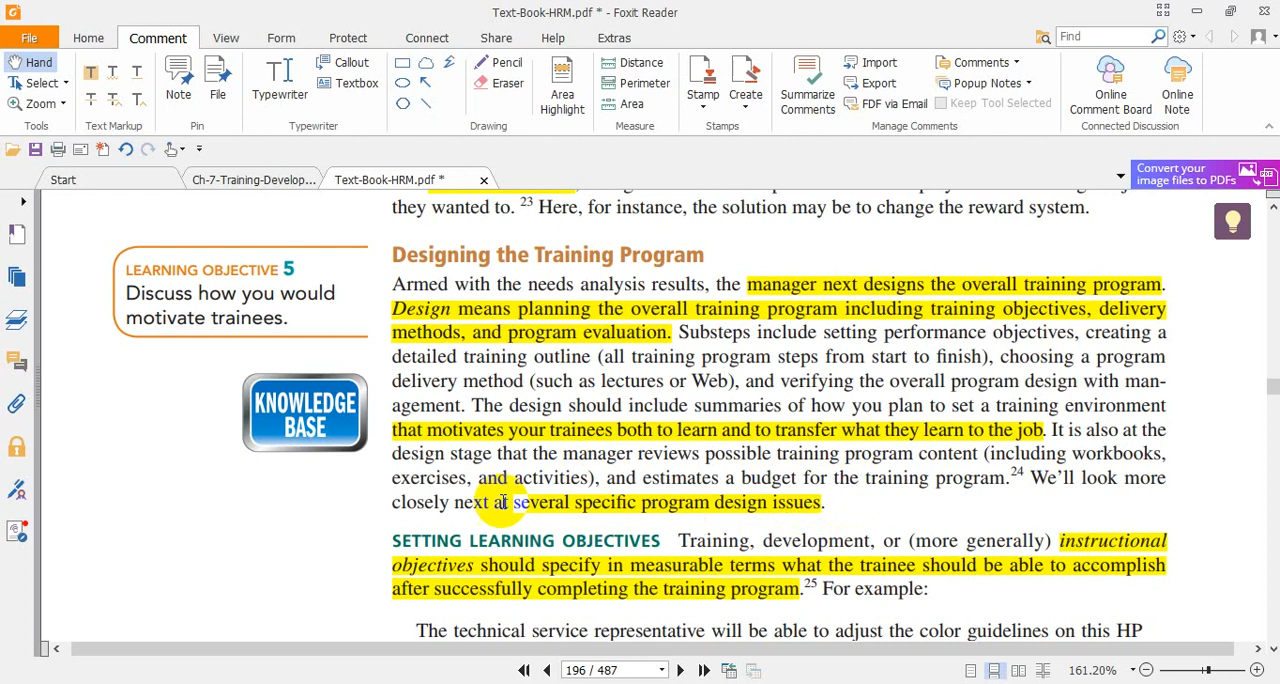 Text-Book-HRM.pdf * - Foxit Reader
File Home Comment View Form Protect Connect Share Help Extras Find
Hand
Select
Zoom
Tools
T T T
T T T
Text Markup
Note File
Pin
Typewriter
Callout
Textbox
Typewriter
Pencil
Eraser
Area Highlight
Drawing
Distance
Perimeter
Area
Measure
Stamp Create
Stamps
Summarize Comments
Import
Export
FDF via Email
Comments
Popup Notes
Keep Tool Selected
Manage Comments
Online Comment Board
Online Note
Connected Discussion
Start Ch-7-Training-Develop... Text-Book-HRM.pdf *
Convert your
image files to PDFs
they wanted to. 23 Here, for instance, the solution may be to change the reward system.
LEARNING OBJECTIVE 5
Discuss how you would
motivate trainees.
KNOWLEDGE
BASE
Designing the Training Program
Armed with the needs analysis results, the manager next designs the overall training program.
Design means planning the overall training program including training objectives, delivery
methods, and program evaluation. Substeps include setting performance objectives, creating a
detailed training outline (all training program steps from start to finish), choosing a program
delivery method (such as lectures or Web), and verifying the overall program design with man-
agement. The design should include summaries of how you plan to set a training environment
that motivates your trainees both to learn and to transfer what they learn to the job. It is also at the
design stage that the manager reviews possible training program content (including workbooks,
exercises, and activities), and estimates a budget for the training program.24 We'll look more
closely next at several specific program design issues.
SETTING LEARNING OBJECTIVES Training, development, or (more generally) instructional
objectives should specify in measurable terms what the trainee should be able to accomplish
after successfully completing the training program.25 For example:
The technical service representative will be able to adjust the color guidelines on this HP
196 / 487
161.20%